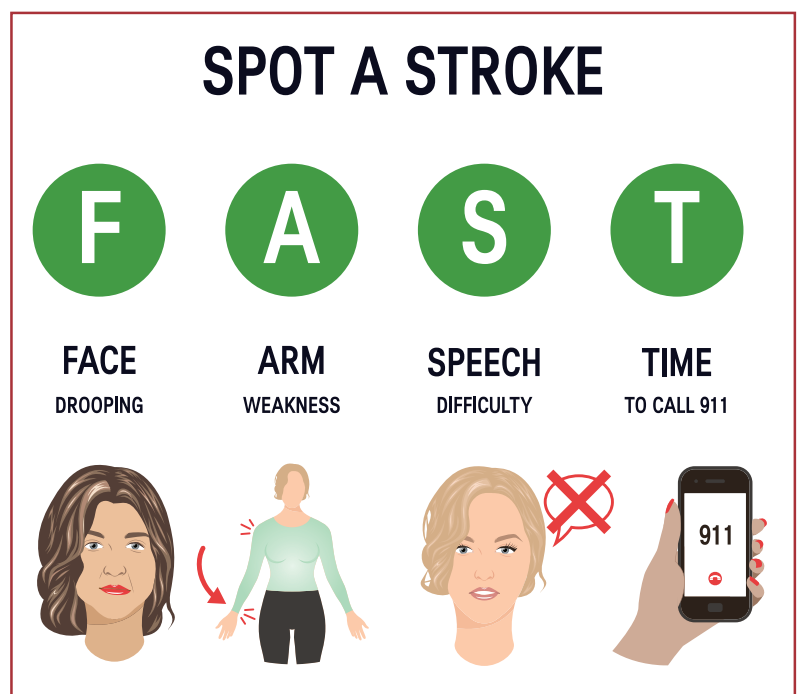 SPOT A STROKE
F A S T
FACE ARM SPEECH TIME
DROOPING WEAKNESS DIFFICULTY TO CALL 911
911